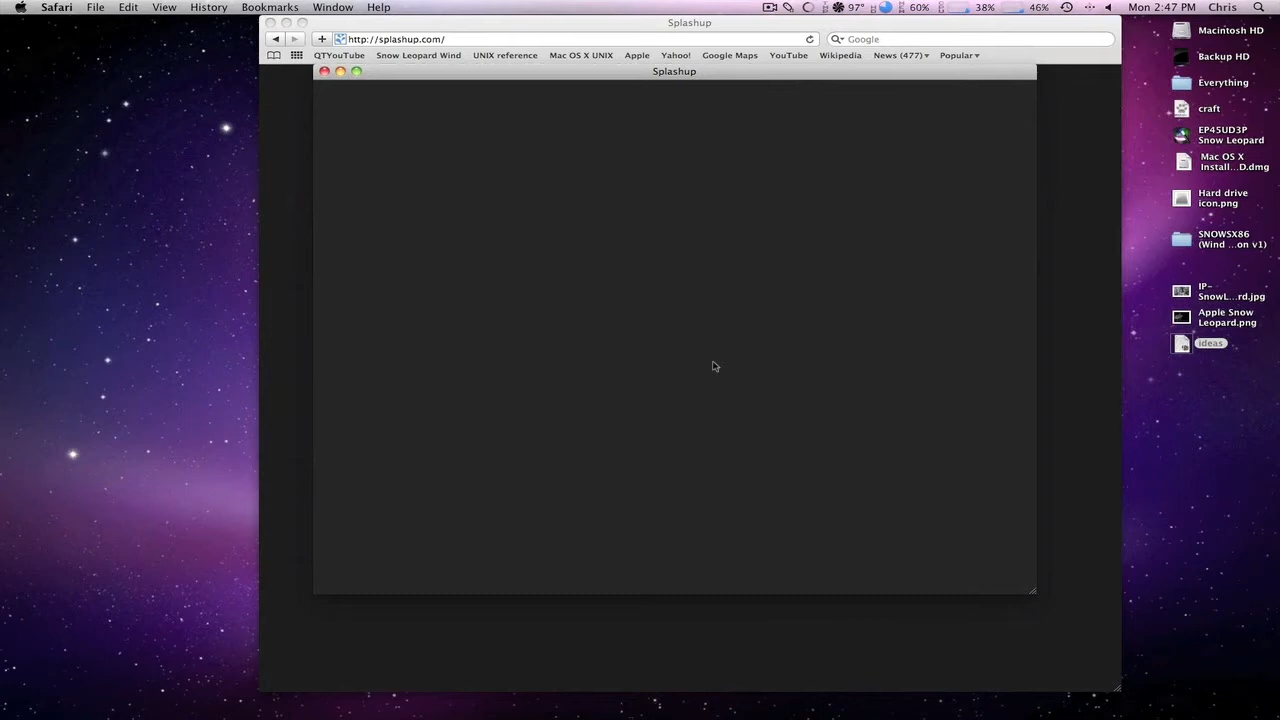 Safari File Edit View History Bookmarks Window Help
97° 60% 38% 46% Mon 2:47 PM Chris
Splashup
http://splashup.com/
Google
QTYouTube Snow Leopard Wind UNIX reference Mac OS X UNIX Apple Yahoo! Google Maps YouTube Wikipedia News (477) Popular
Splashup
Macintosh HD
Backup HD
Everything
craft
EP45UD3P
Snow Leopard
Mac OS X
Install...D.dmg
Hard drive
icon.png
SNOWSX86
(Wind ...on v1)
IP-
SnowL...rd.jpg
Apple Snow
Leopard.png
ideas